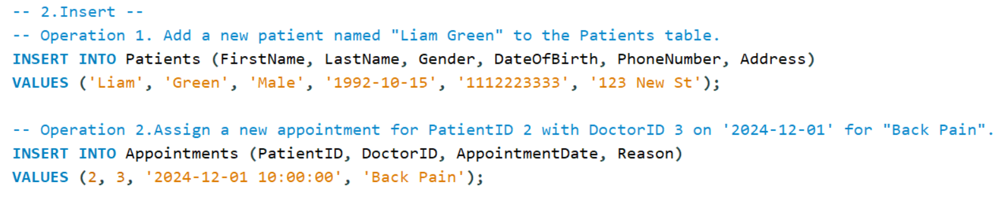 -- 2.Insert --
-- Operation 1. Add a new patient named "Liam Green" to the Patients table.
INSERT INTO Patients (FirstName, LastName, Gender, DateOfBirth, PhoneNumber, Address)
VALUES ('Liam', 'Green', 'Male', '1992-10-15', '1112223333', '123 New St');
-- Operation 2.Assign a new appointment for PatientID 2 with DoctorID 3 on '2024-12-01' for "Back Pain".
INSERT INTO Appointments (PatientID, DoctorID, AppointmentDate, Reason)
VALUES (2, 3, '2024-12-01 10:00:00', 'Back Pain');